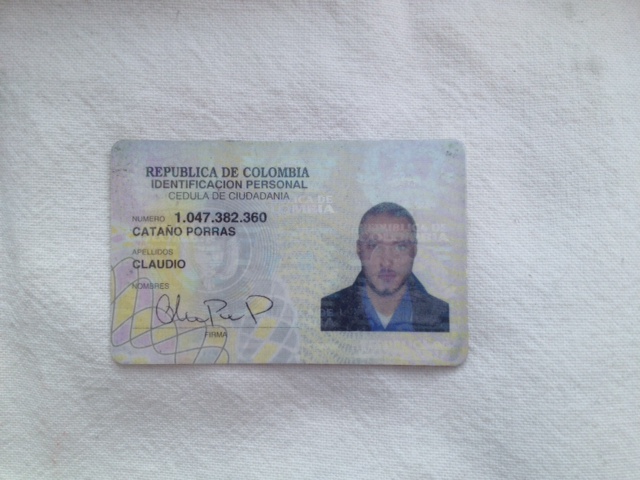 REPUBLICA DE COLOMBIA
IDENTIFICACION PERSONAL
CEDULA DE CIUDADANIA
NUMERO 1.047.382.360
CATAÑO PORRAS
APELLIDOS
CLAUDIO
NOMBRES
FIRMA